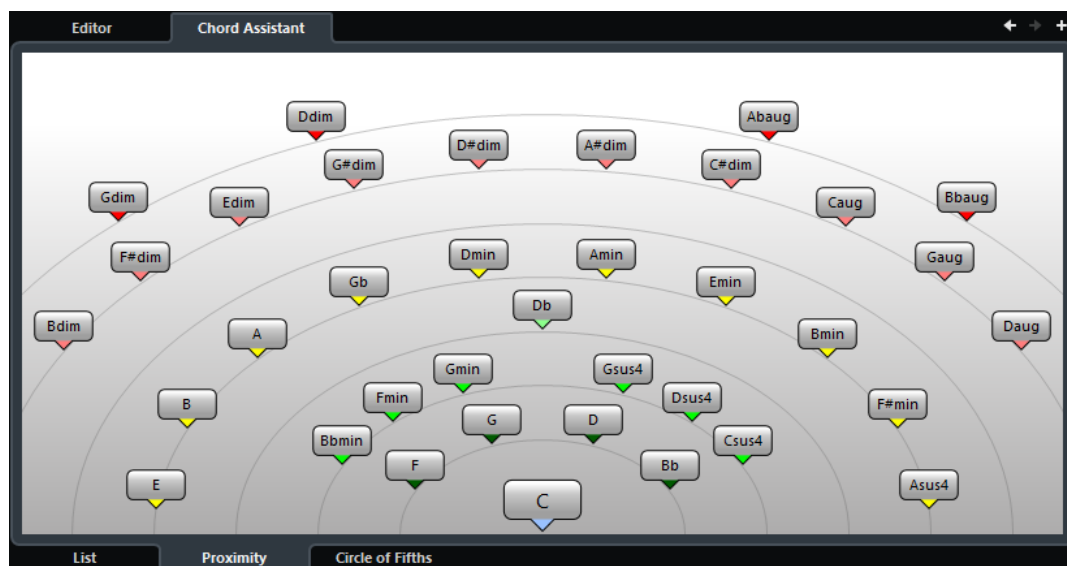 Editor
Chord Assistant
Ddim
Abaug
D#dim
A#dim
G#dim
C#dim
Gdim
Edim
Caug
Bbaug
F#dim
Dmin
Amin
Gaug
Gb
Emin
Db
Bdim
A
Bmin
Daug
Gmin
Gsus4
Fmin
Dsus4
B
F#min
G
D
Bbmin
Csus4
F
Bb
E
Asus4
C
List
Proximity
Circle of Fifths